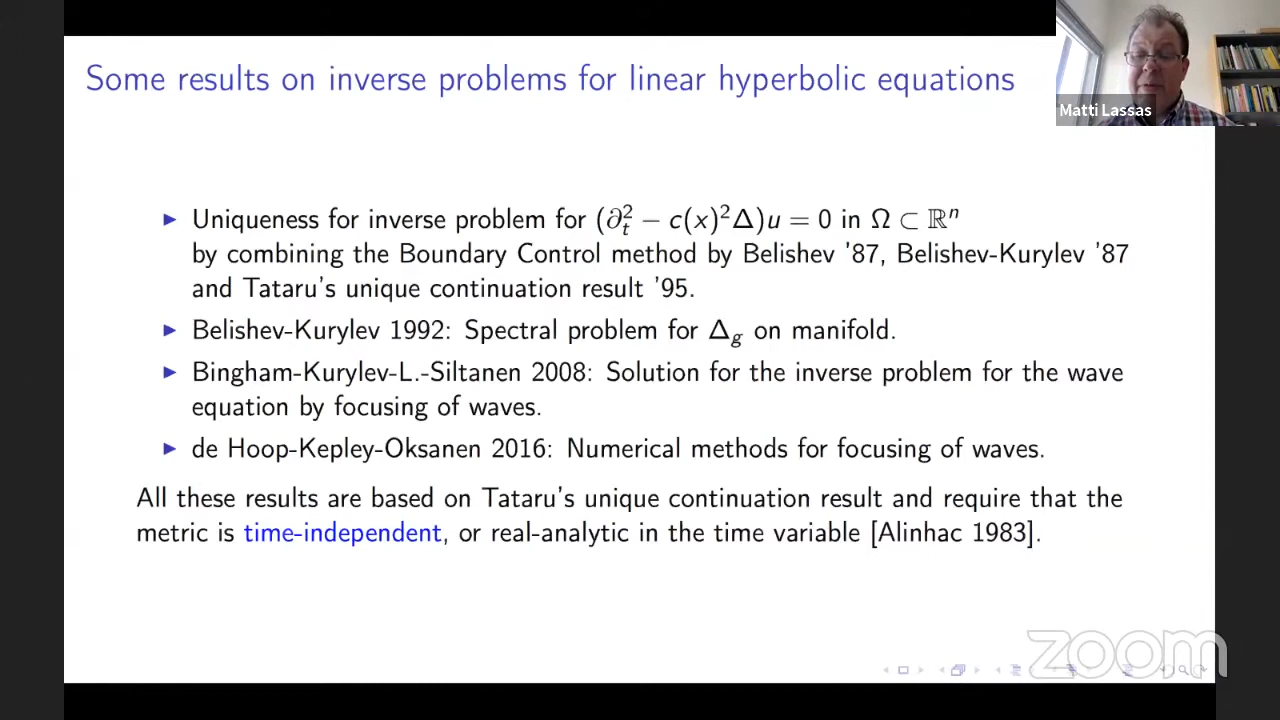 Some results on inverse problems for linear hyperbolic equations
Matti Lassas
▶ Uniqueness for inverse problem for (∂ₜ² − c(x)²Δ)u = 0 in Ω ⊂ ℝⁿ
by combining the Boundary Control method by Belishev '87, Belishev-Kurylev '87
and Tataru's unique continuation result '95.
▶ Belishev-Kurylev 1992: Spectral problem for Δ_g on manifold.
▶ Bingham-Kurylev-L.-Siltanen 2008: Solution for the inverse problem for the wave
equation by focusing of waves.
▶ de Hoop-Kepley-Oksanen 2016: Numerical methods for focusing of waves.
All these results are based on Tataru's unique continuation result and require that the
metric is time-independent, or real-analytic in the time variable [Alinhac 1983].
zoom